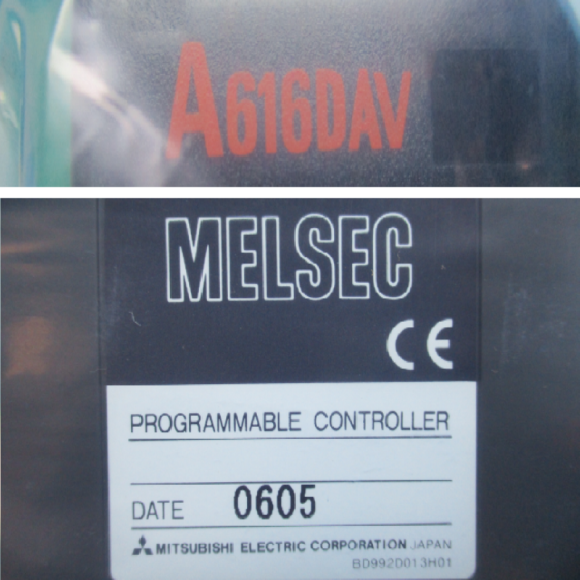 A616DAV
MELSEC
CE
PROGRAMMABLE CONTROLLER
DATE 0605
MITSUBISHI ELECTRIC CORPORATION JAPAN
BD992D013H01